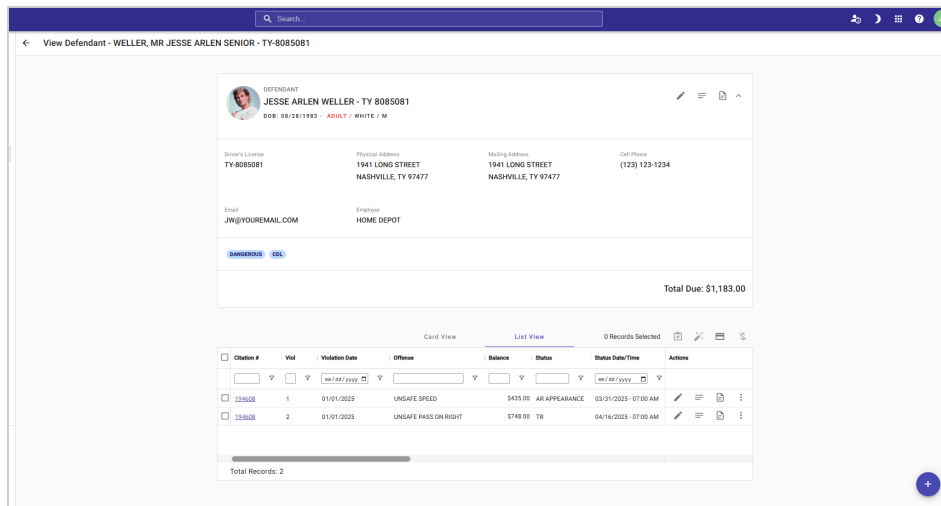 Search...
View Defendant - WELLER, MR JESSE ARLEN SENIOR - TY-8085081
DEFENDANT
JESSE ARLEN WELLER - TY 8085081
DOB: 08/28/1983 - ADULT / WHITE / M
Driver's License
Physical Address
Mailing Address
Cell Phone
TY-8085081
1941 LONG STREET
1941 LONG STREET
(123) 123-1234
NASHVILLE, TY 97477
NASHVILLE, TY 97477
Email
Employer
JW@YOUREMAIL.COM
HOME DEPOT
DANGEROUS CDL
Total Due: $1,183.00
Card View List View 0 Records Selected
Citation # Viol Violation Date Offense Balance Status Status Date/Time Actions
mm/dd/yyyy mm/dd/yyyy
194608 1 01/01/2025 UNSAFE SPEED $435.00 AR APPEARANCE 03/31/2025 - 07:00 AM
194608 2 01/01/2025 UNSAFE PASS ON RIGHT $748.00 TR 04/16/2025 - 07:00 AM
Total Records: 2